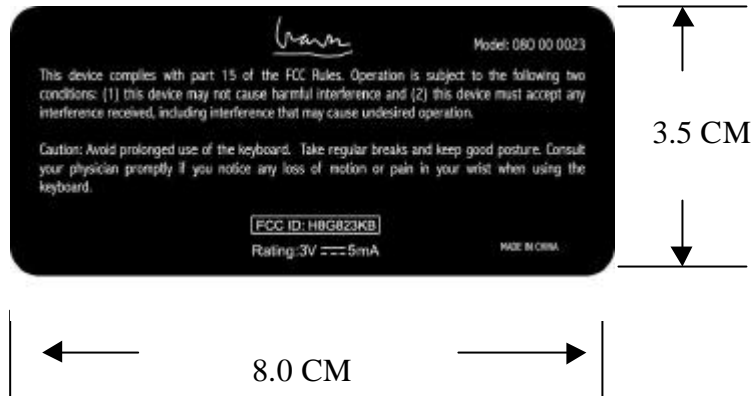 Model: 080 00 0023
This device complies with part 15 of the FCC Rules. Operation is subject to the following two
conditions: (1) this device may not cause harmful interference and (2) this device must accept any
interference received, including interference that may cause undesired operation.
Caution: Avoid prolonged use of the keyboard. Take regular breaks and keep good posture. Consult
your physician promptly if you notice any loss of motion or pain in your wrist when using the
keyboard.
FCC ID: H8G823KB
Rating:3V ⎓ 5mA
MADE IN CHINA
3.5 CM
8.0 CM